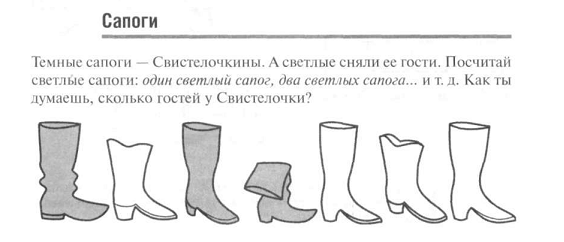 Сапоги
Темные сапоги — Свистелочкины. А светлые сняли ее гости. Посчитай
светлые сапоги: один светлый сапог, два светлых сапога... и т. д. Как ты
думаешь, сколько гостей у Свистелочки?